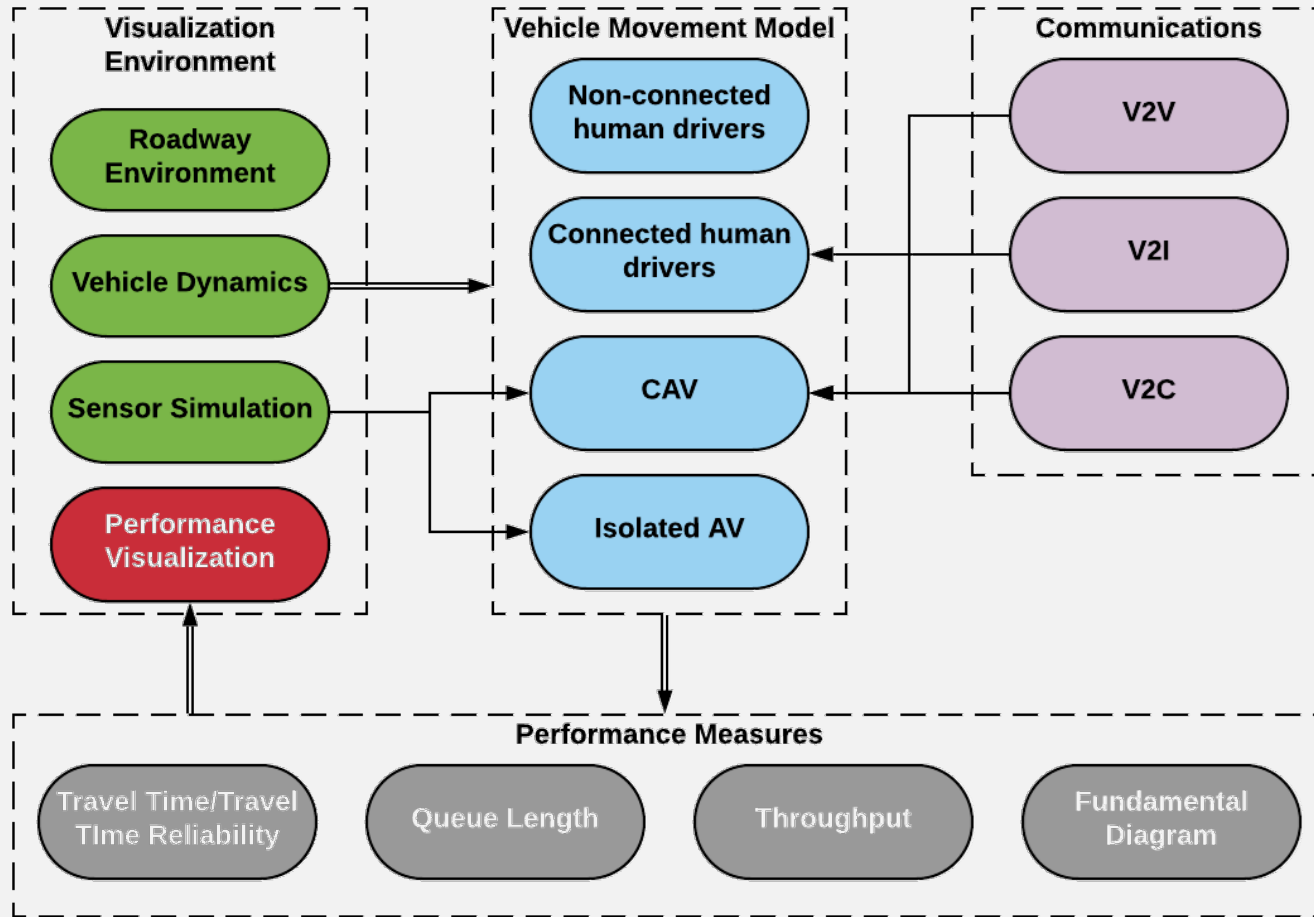 Visualization
Environment
Roadway
Environment
Vehicle Dynamics
Sensor Simulation
Performance
Visualization
Vehicle Movement Model
Non-connected
human drivers
Connected human
drivers
CAV
Isolated AV
Communications
V2V
V2I
V2C
Performance Measures
Travel Time/Travel
TIme Reliability
Queue Length
Throughput
Fundamental
Diagram